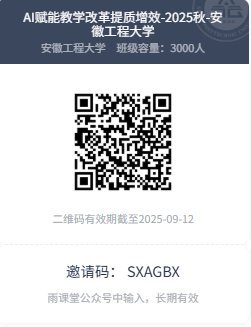 AI赋能教学改革提质增效-2025秋-安
徽工程大学
安徽工程大学 班级容量：3000人
二维码有效期截至2025-09-12
邀请码： SXAGBX
雨课堂公众号中输入，长期有效